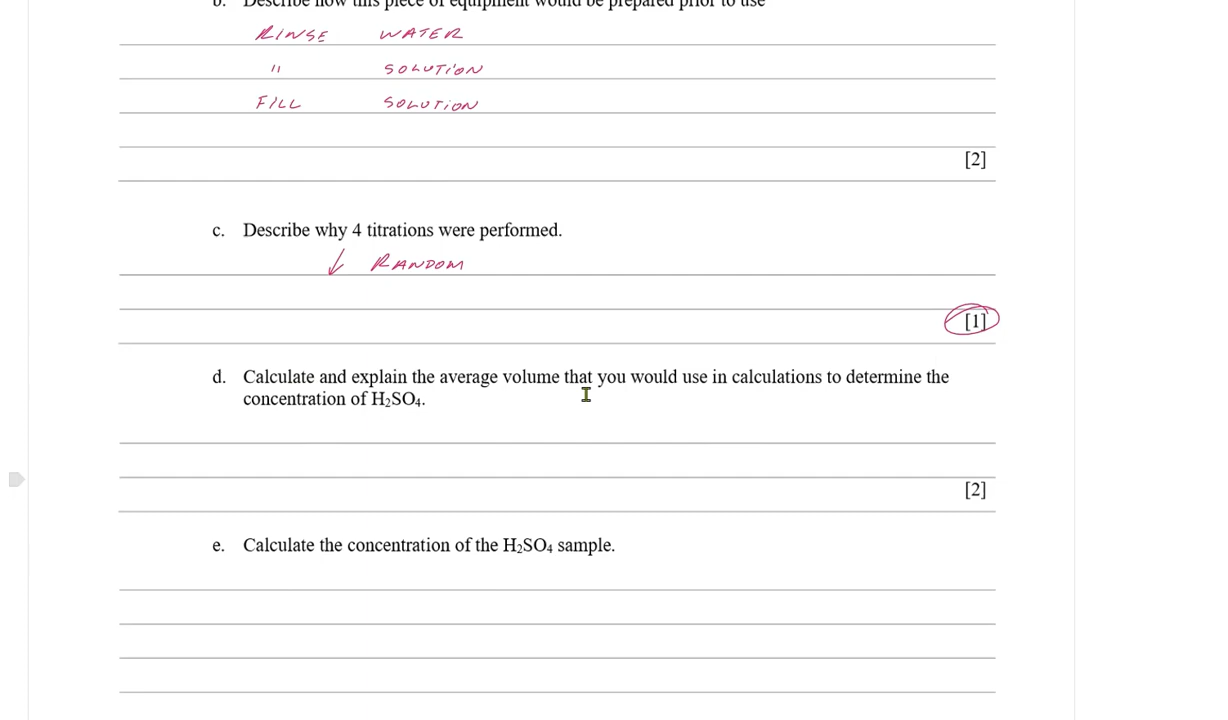 b. Describe how this piece of equipment would be prepared prior to use
RINSE WATER
" SOLUTION
FILL SOLUTION
[2]
c. Describe why 4 titrations were performed.
↓ RANDOM
[1]
d. Calculate and explain the average volume that you would use in calculations to determine the
concentration of H₂SO₄.
[2]
e. Calculate the concentration of the H₂SO₄ sample.